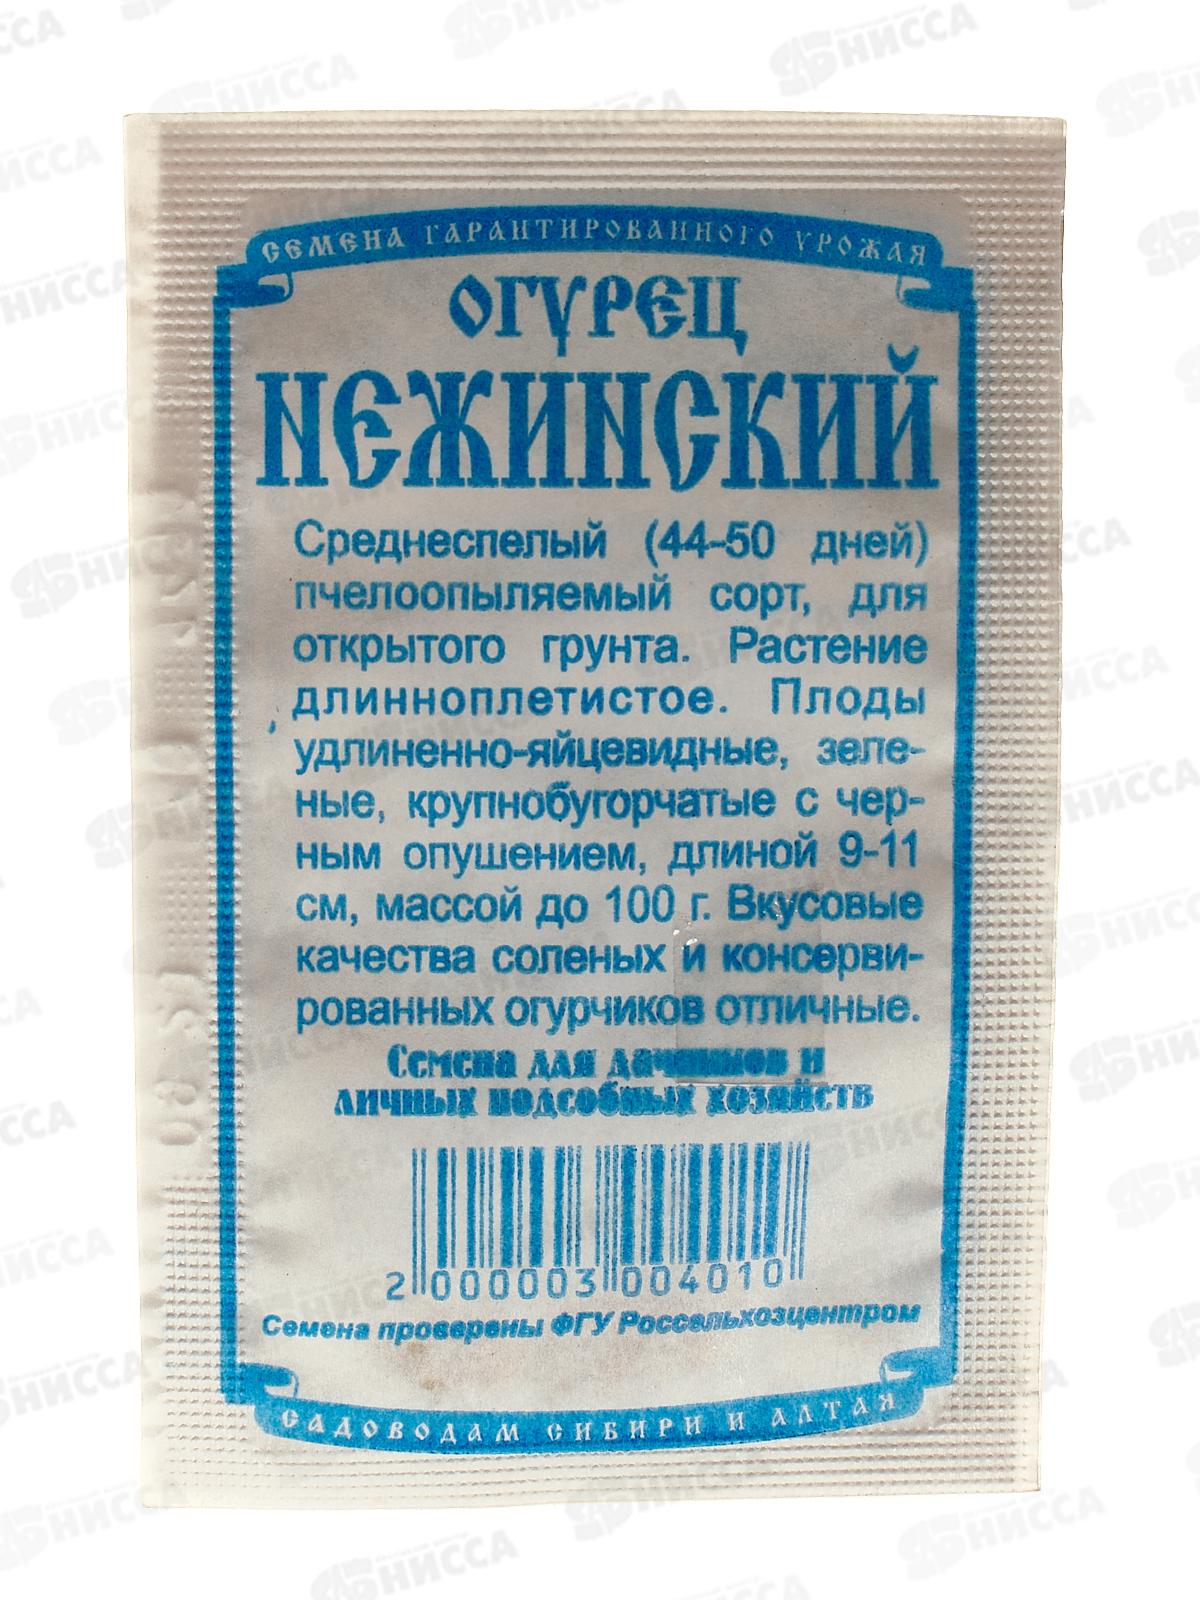 СЕМЕНА ГАРАНТИРОВАННОГО УРОЖАЯ
ОГУРЕЦ
НЕЖИНСКИЙ
Среднеспелый (44-50 дней)
пчелоопыляемый сорт, для
открытого грунта. Растение
длинноплетистое. Плоды
удлиненно-яйцевидные, зеле-
ные, крупнобугорчатые с чер-
ным опушением, длиной 9-11
см, массой до 100 г. Вкусовые
качества соленых и консерви-
рованных огурчиков отличные.
Семена для дачников и
личных подсобных хозяйств
2 000003 004010
Семена проверены ФГУ Россельхозцентром
САДОВОДАМ СИБИРИ И АЛТАЯ
НИССА